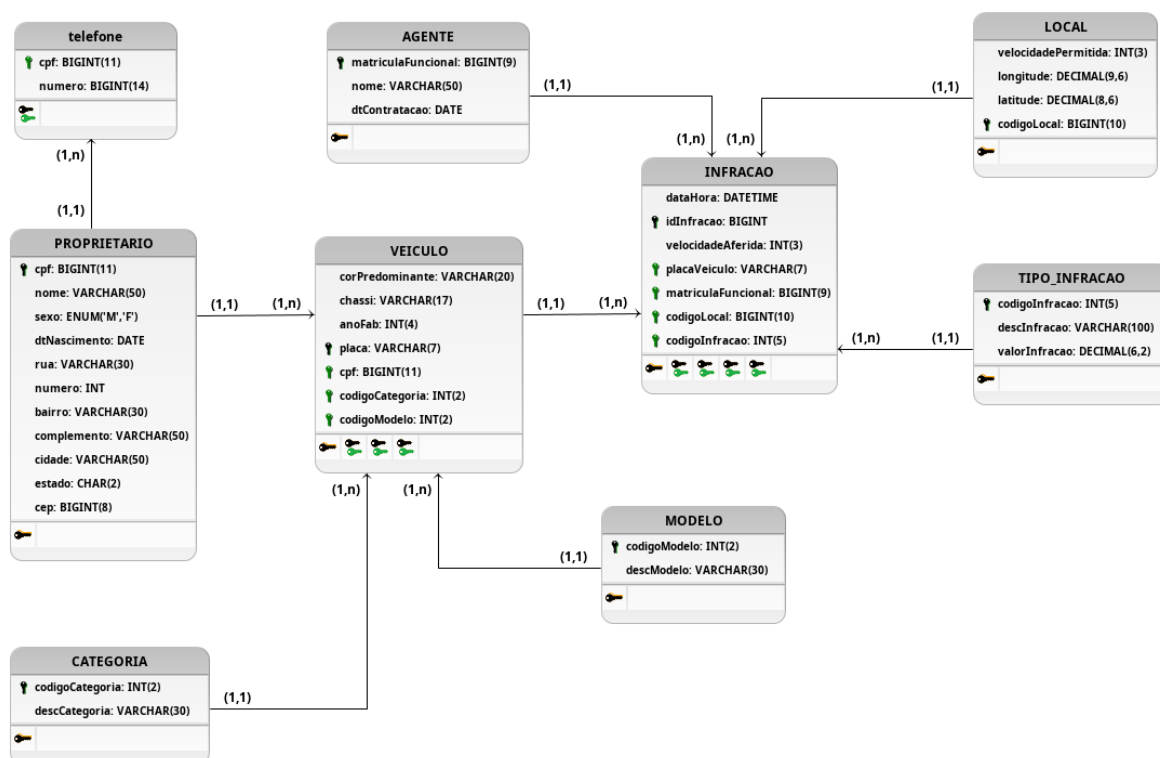 telefone
cpf: BIGINT(11)
numero: BIGINT(14)
(1,n)
(1,1)
AGENTE
matriculaFuncional: BIGINT(9)
nome: VARCHAR(50)
dtContratacao: DATE
(1,1)
(1,n)
LOCAL
velocidadePermitida: INT(3)
longitude: DECIMAL(9,6)
latitude: DECIMAL(8,6)
codigoLocal: BIGINT(10)
(1,1)
(1,n)
PROPRIETARIO
cpf: BIGINT(11)
nome: VARCHAR(50)
sexo: ENUM('M','F')
dtNascimento: DATE
rua: VARCHAR(30)
numero: INT
bairro: VARCHAR(30)
complemento: VARCHAR(50)
cidade: VARCHAR(50)
estado: CHAR(2)
cep: BIGINT(8)
(1,1)
(1,n)
VEICULO
corPredominante: VARCHAR(20)
chassi: VARCHAR(17)
anoFab: INT(4)
placa: VARCHAR(7)
cpf: BIGINT(11)
codigoCategoria: INT(2)
codigoModelo: INT(2)
(1,1)
(1,n)
INFRACAO
dataHora: DATETIME
idInfracao: BIGINT
velocidadeAferida: INT(3)
placaVeiculo: VARCHAR(7)
matriculaFuncional: BIGINT(9)
codigoLocal: BIGINT(10)
codigoInfracao: INT(5)
(1,n)
(1,1)
TIPO_INFRACAO
codigoInfracao: INT(5)
descInfracao: VARCHAR(100)
valorInfracao: DECIMAL(6,2)
(1,n)
(1,n)
(1,1)
MODELO
codigoModelo: INT(2)
descModelo: VARCHAR(30)
CATEGORIA
codigoCategoria: INT(2)
descCategoria: VARCHAR(30)
(1,1)